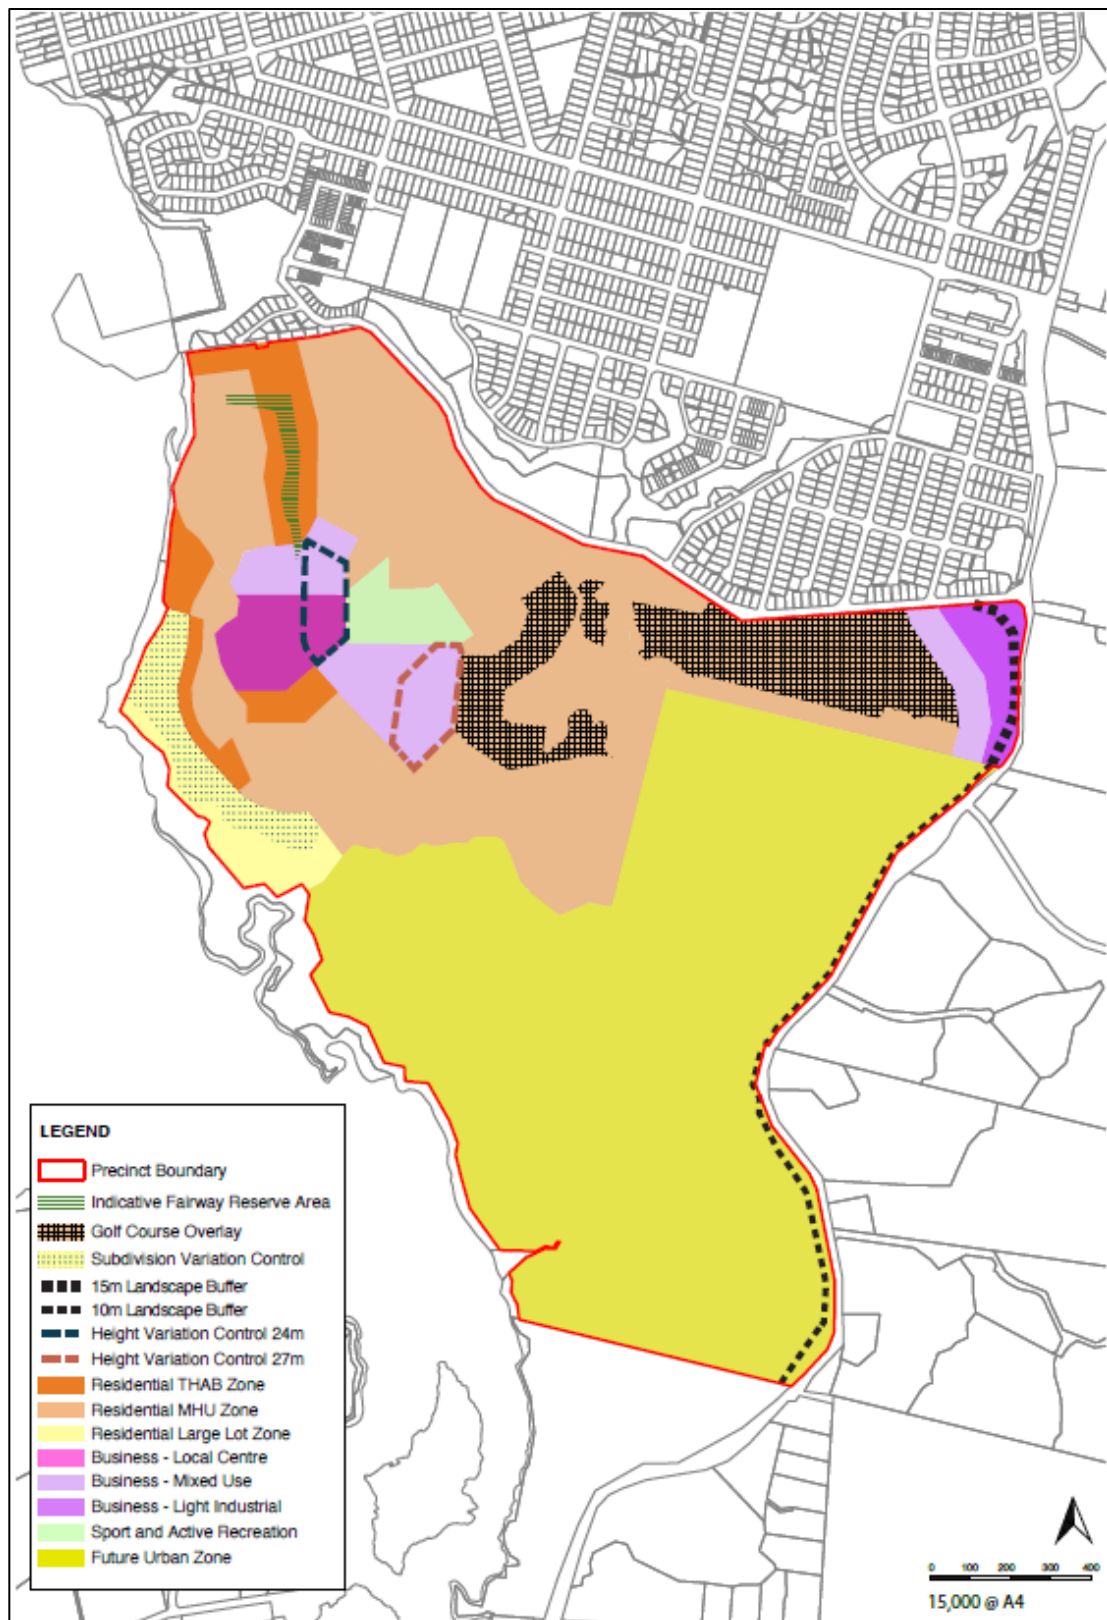 LEGEND
Precinct Boundary
Indicative Fairway Reserve Area
Golf Course Overlay
Subdivision Variation Control
15m Landscape Buffer
10m Landscape Buffer
Height Variation Control 24m
Height Variation Control 27m
Residential THAB Zone
Residential MHU Zone
Residential Large Lot Zone
Business - Local Centre
Business - Mixed Use
Business - Light Industrial
Sport and Active Recreation
Future Urban Zone
0 100 200 300 400
15,000 @ A4